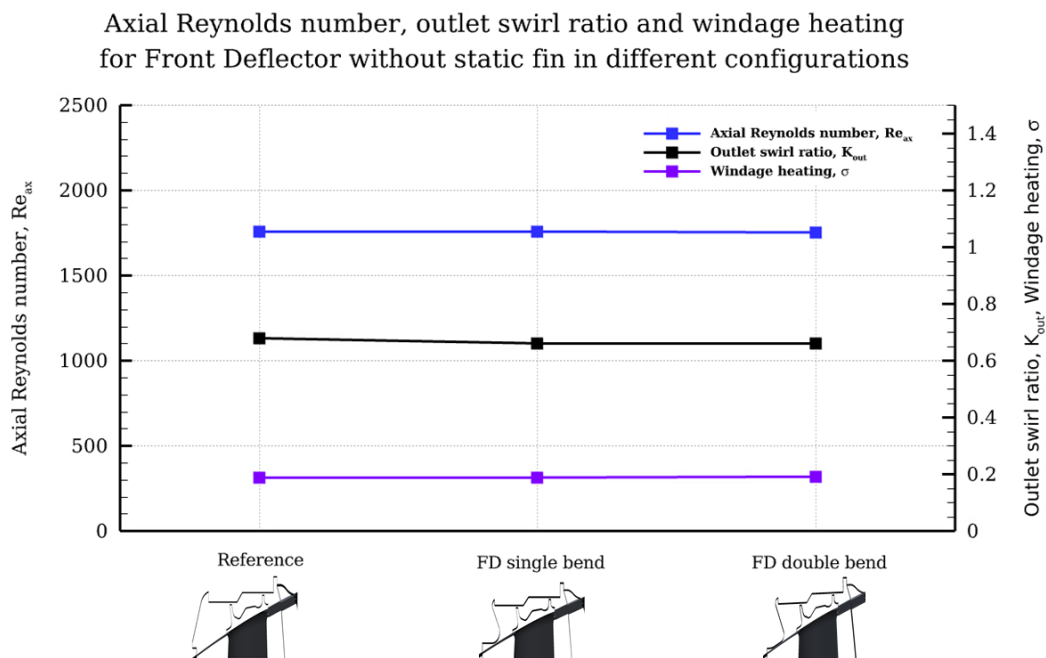 Axial Reynolds number, outlet swirl ratio and windage heating
for Front Deflector without static fin in different configurations
Axial Reynolds number, Re_ax
2500
2000
1500
1000
500
0
Axial Reynolds number, Re_ax
Outlet swirl ratio, K_out
Windage heating, σ
1.4
1.2
1
0.8
0.6
0.4
0.2
0
Outlet swirl ratio, K_out, Windage heating, σ
Reference
FD single bend
FD double bend